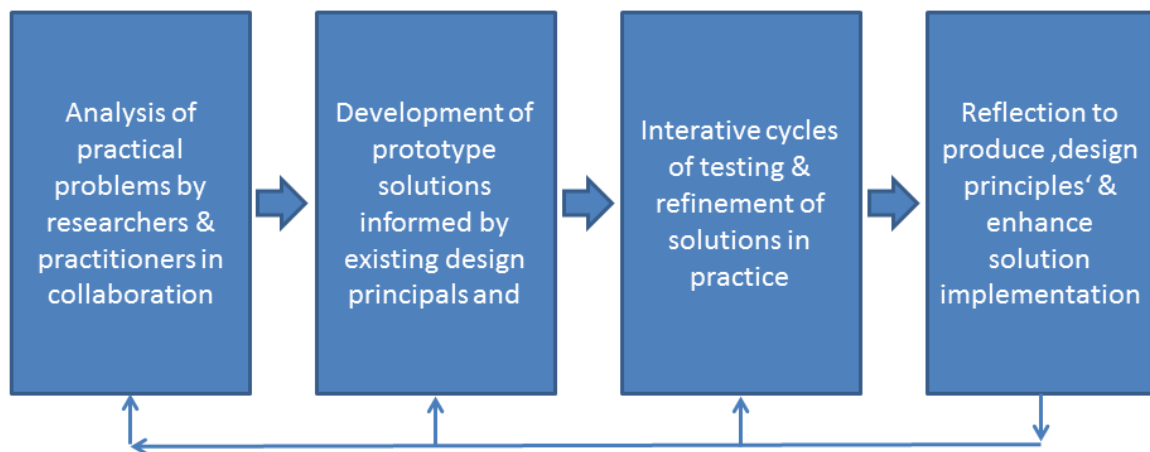 Analysis of
practical
problems by
researchers &
practitioners in
collaboration
Development of
prototype
solutions
informed by
existing design
principals and
Interative cycles
of testing &
refinement of
solutions in
practice
Reflection to
produce ‚design
principles‘ &
enhance
solution
implementation